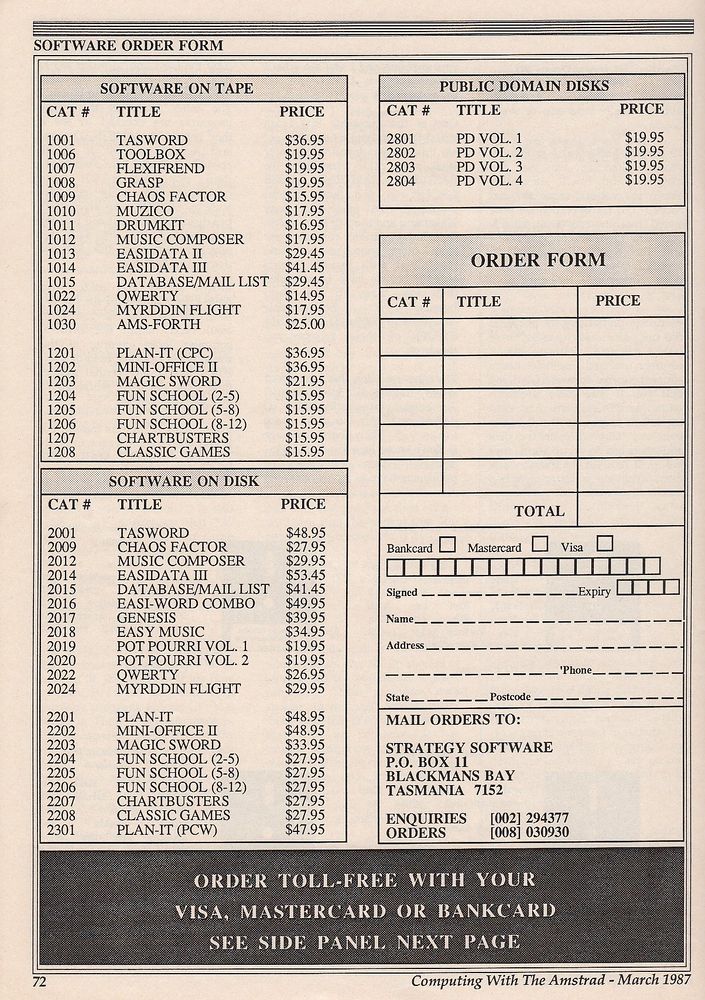 SOFTWARE ORDER FORM
SOFTWARE ON TAPE
CAT # TITLE PRICE
1001 TASWORD $36.95
1006 TOOLBOX $19.95
1007 FLEXIFREND $19.95
1008 GRASP $19.95
1009 CHAOS FACTOR $15.95
1010 MUZICO $17.95
1011 DRUMKIT $16.95
1012 MUSIC COMPOSER $17.95
1013 EASIDATA II $29.45
1014 EASIDATA III $41.45
1015 DATABASE/MAIL LIST $29.45
1022 QWERTY $14.95
1024 MYRDDIN FLIGHT $17.95
1030 AMS-FORTH $25.00
1201 PLAN-IT (CPC) $36.95
1202 MINI-OFFICE II $36.95
1203 MAGIC SWORD $21.95
1204 FUN SCHOOL (2-5) $15.95
1205 FUN SCHOOL (5-8) $15.95
1206 FUN SCHOOL (8-12) $15.95
1207 CHARTBUSTERS $15.95
1208 CLASSIC GAMES $15.95
SOFTWARE ON DISK
CAT # TITLE PRICE
2001 TASWORD $48.95
2009 CHAOS FACTOR $27.95
2012 MUSIC COMPOSER $29.95
2014 EASIDATA III $53.45
2015 DATABASE/MAIL LIST $41.45
2016 EASI-WORD COMBO $49.95
2017 GENESIS $39.95
2018 EASY MUSIC $34.95
2019 POT POURRI VOL. 1 $19.95
2020 POT POURRI VOL. 2 $19.95
2022 QWERTY $26.95
2024 MYRDDIN FLIGHT $29.95
2201 PLAN-IT $48.95
2202 MINI-OFFICE II $48.95
2203 MAGIC SWORD $33.95
2204 FUN SCHOOL (2-5) $27.95
2205 FUN SCHOOL (5-8) $27.95
2206 FUN SCHOOL (8-12) $27.95
2207 CHARTBUSTERS $27.95
2208 CLASSIC GAMES $27.95
2301 PLAN-IT (PCW) $47.95
PUBLIC DOMAIN DISKS
CAT # TITLE PRICE
2801 PD VOL. 1 $19.95
2802 PD VOL. 2 $19.95
2803 PD VOL. 3 $19.95
2804 PD VOL. 4 $19.95
ORDER FORM
CAT # TITLE PRICE
TOTAL
Bankcard Mastercard Visa
Signed Expiry
Name
Address
'Phone
State Postcode
MAIL ORDERS TO:
STRATEGY SOFTWARE
P.O. BOX 11
BLACKMANS BAY
TASMANIA 7152
ENQUIRIES [002] 294377
ORDERS [008] 030930
ORDER TOLL-FREE WITH YOUR
VISA, MASTERCARD OR BANKCARD
SEE SIDE PANEL NEXT PAGE
72 Computing With The Amstrad - March 1987